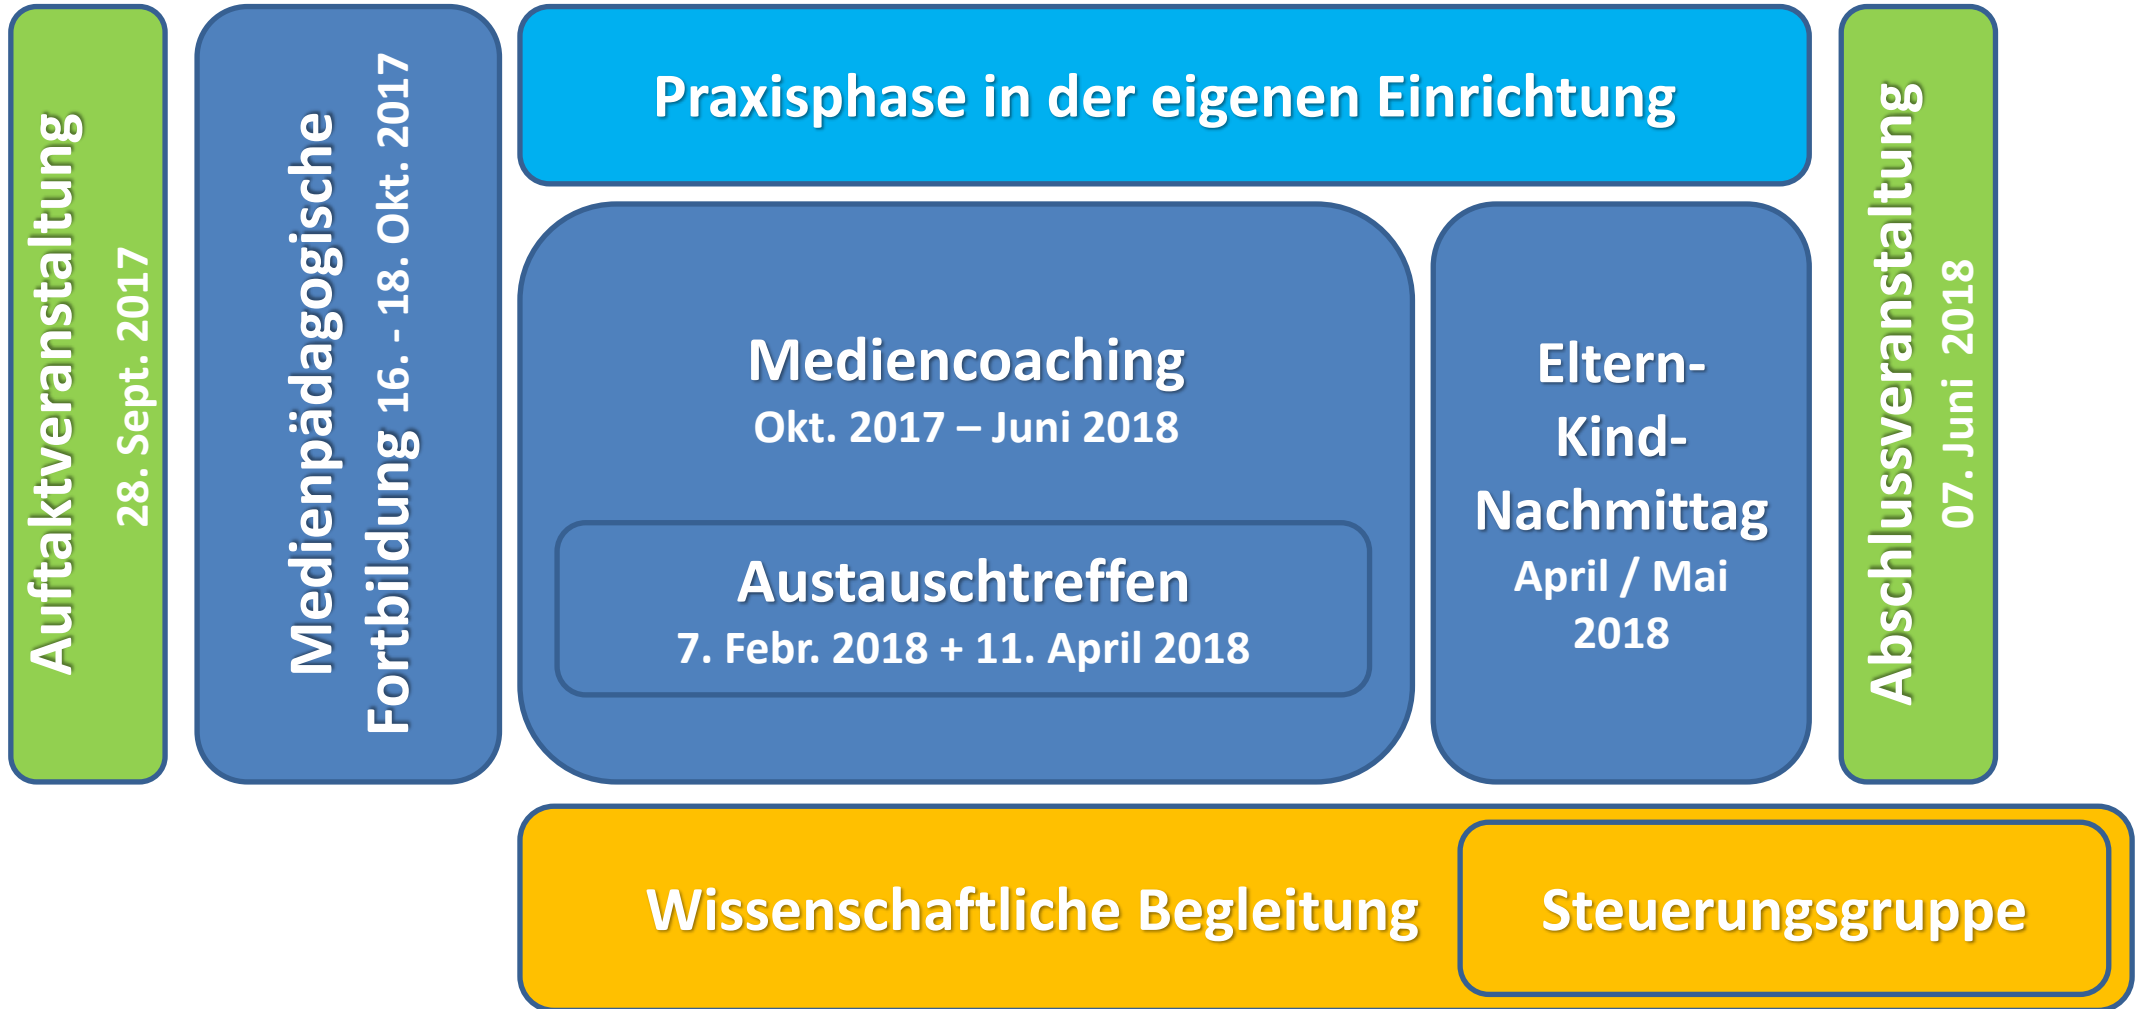 Auftaktveranstaltung
28. Sept. 2017
Medienpädagogische
Fortbildung 16. - 18. Okt. 2017
Praxisphase in der eigenen Einrichtung
Mediencoaching
Okt. 2017 – Juni 2018
Austauschtreffen
7. Febr. 2018 + 11. April 2018
Eltern-
Kind-
Nachmittag
April / Mai
2018
Abschlussveranstaltung
07. Juni 2018
Wissenschaftliche Begleitung
Steuerungsgruppe